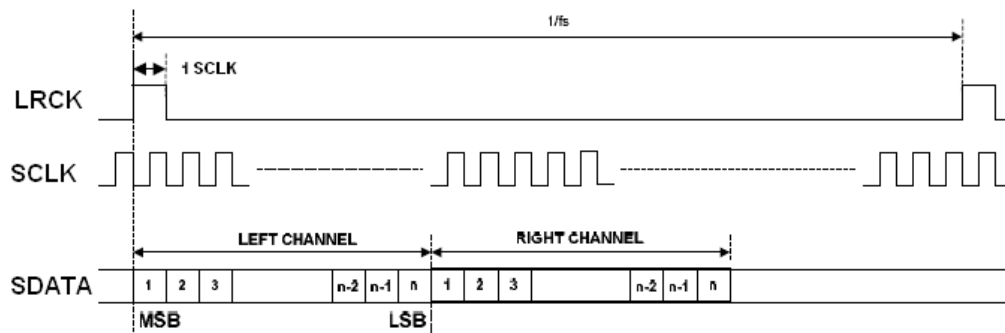 1/fs
1 SCLK
LRCK
SCLK
LEFT CHANNEL
RIGHT CHANNEL
SDATA
1 2 3 n-2 n-1 n 1 2 3 n-2 n-1 n
MSB
LSB